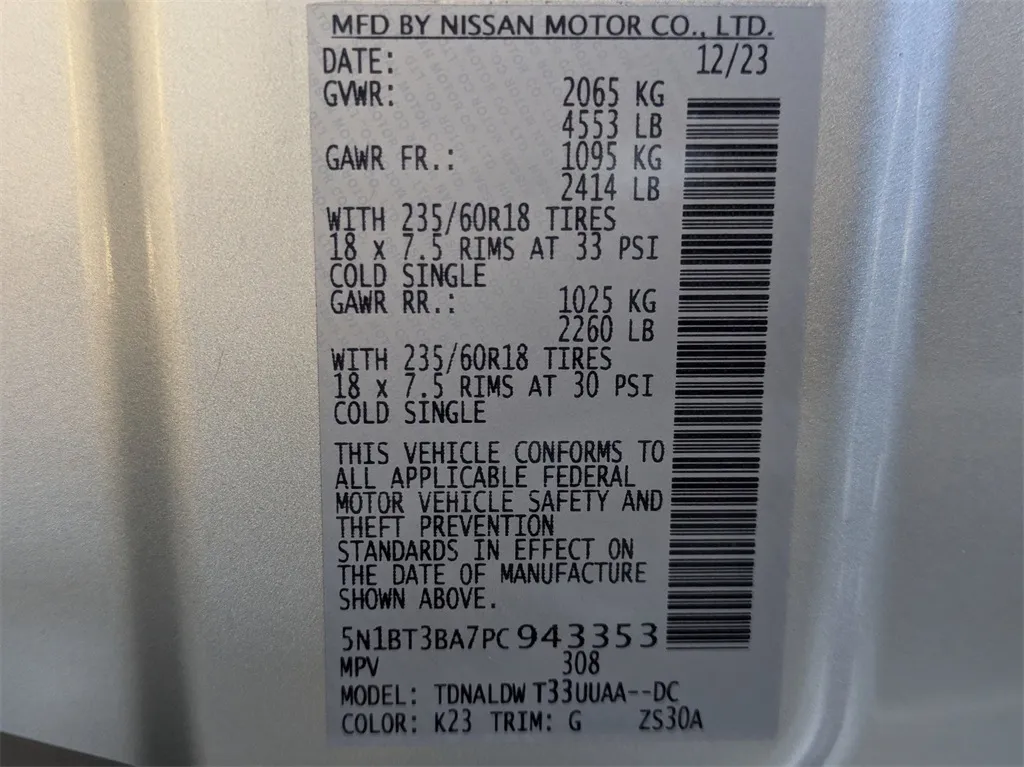 MFD BY NISSAN MOTOR CO., LTD.
DATE: 12/23
GVWR: 2065 KG
4553 LB
GAWR FR.: 1095 KG
2414 LB
WITH 235/60R18 TIRES
18 x 7.5 RIMS AT 33 PSI
COLD SINGLE
GAWR RR.: 1025 KG
2260 LB
WITH 235/60R18 TIRES
18 x 7.5 RIMS AT 30 PSI
COLD SINGLE
THIS VEHICLE CONFORMS TO
ALL APPLICABLE FEDERAL
MOTOR VEHICLE SAFETY AND
THEFT PREVENTION
STANDARDS IN EFFECT ON
THE DATE OF MANUFACTURE
SHOWN ABOVE.
5N1BT3BA7PC943353
MPV 308
MODEL: TDNALDW T33UUAA--DC
COLOR: K23 TRIM: G ZS30A